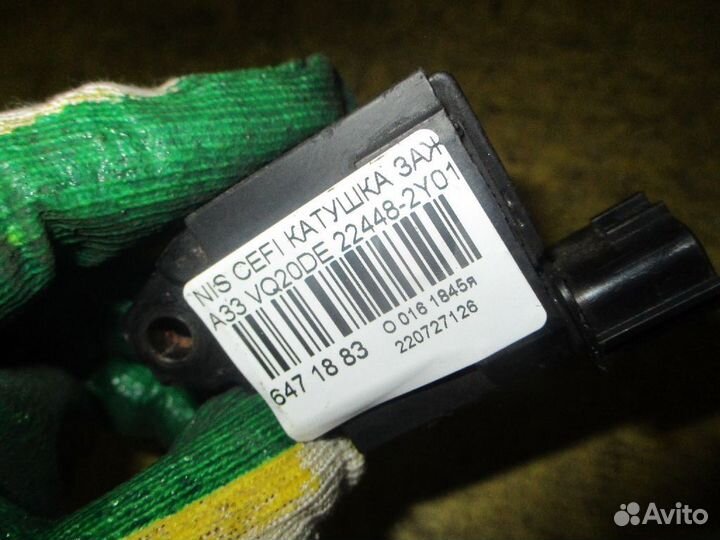 NIS CEFI КАТУШКА ЗАЖ
A33 VQ20DE 22448-2Y01
647 18 83
O 016 1845я
220727126
Avito